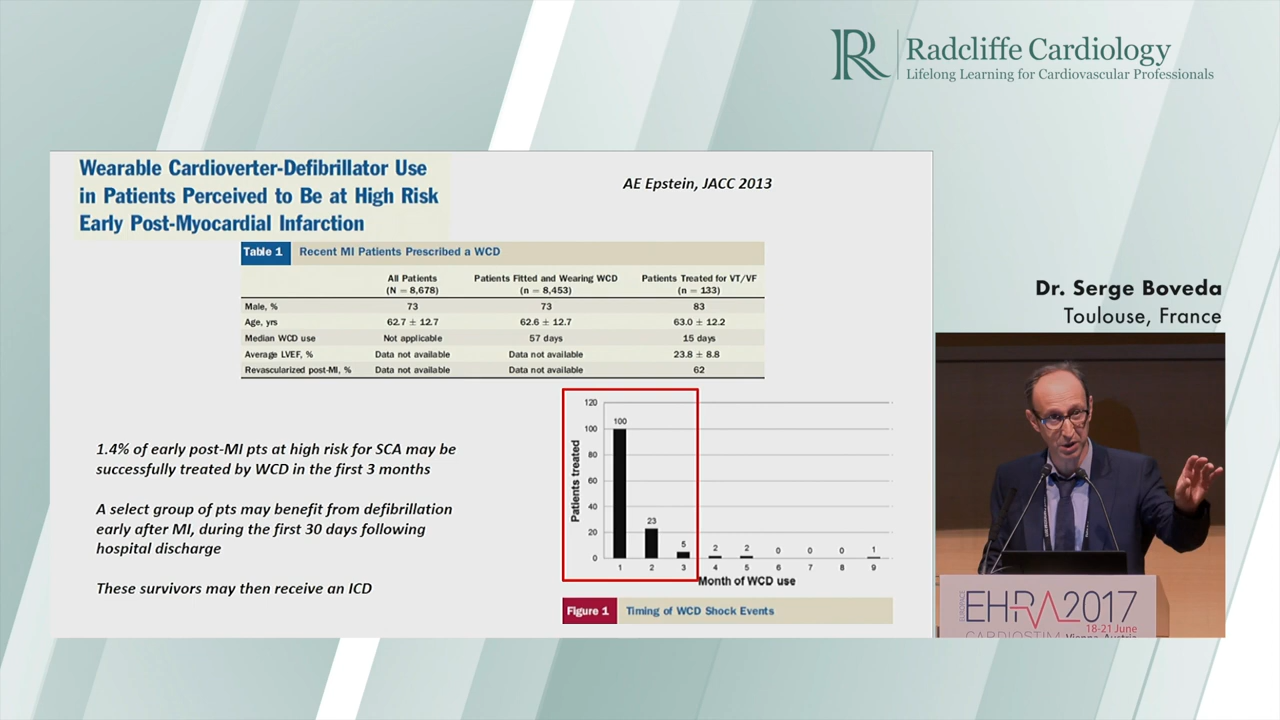 Radcliffe Cardiology
Lifelong Learning for Cardiovascular Professionals
Wearable Cardioverter-Defibrillator Use
in Patients Perceived to Be at High Risk
Early Post-Myocardial Infarction
AE Epstein, JACC 2013
Table 1 Recent MI Patients Prescribed a WCD
All Patients Patients Fitted and Wearing WCD Patients Treated for VT/VF
(N = 8,678) (n = 8,453) (n = 133)
Male, % 73 73 83
Age, yrs 62.7 ± 12.7 62.6 ± 12.7 63.0 ± 12.2
Median WCD use Not applicable 57 days 15 days
Average LVEF, % Data not available Data not available 23.8 ± 8.8
Revascularized post-MI, % Data not available Data not available 62
1.4% of early post-MI pts at high risk for SCA may be
successfully treated by WCD in the first 3 months
A select group of pts may benefit from defibrillation
early after MI, during the first 30 days following
hospital discharge
These survivors may then receive an ICD
Patients treated
120
100
80
60
40
20
0
100 23 5 2 2 0 0 0 1
1 2 3 4 5 6 7 8 9
Month of WCD use
Figure 1 Timing of WCD Shock Events
Dr. Serge Boveda
Toulouse, France
EUROPACE
EHRA2017
18-21 June
CARDIOSTIM Vienna, Austria